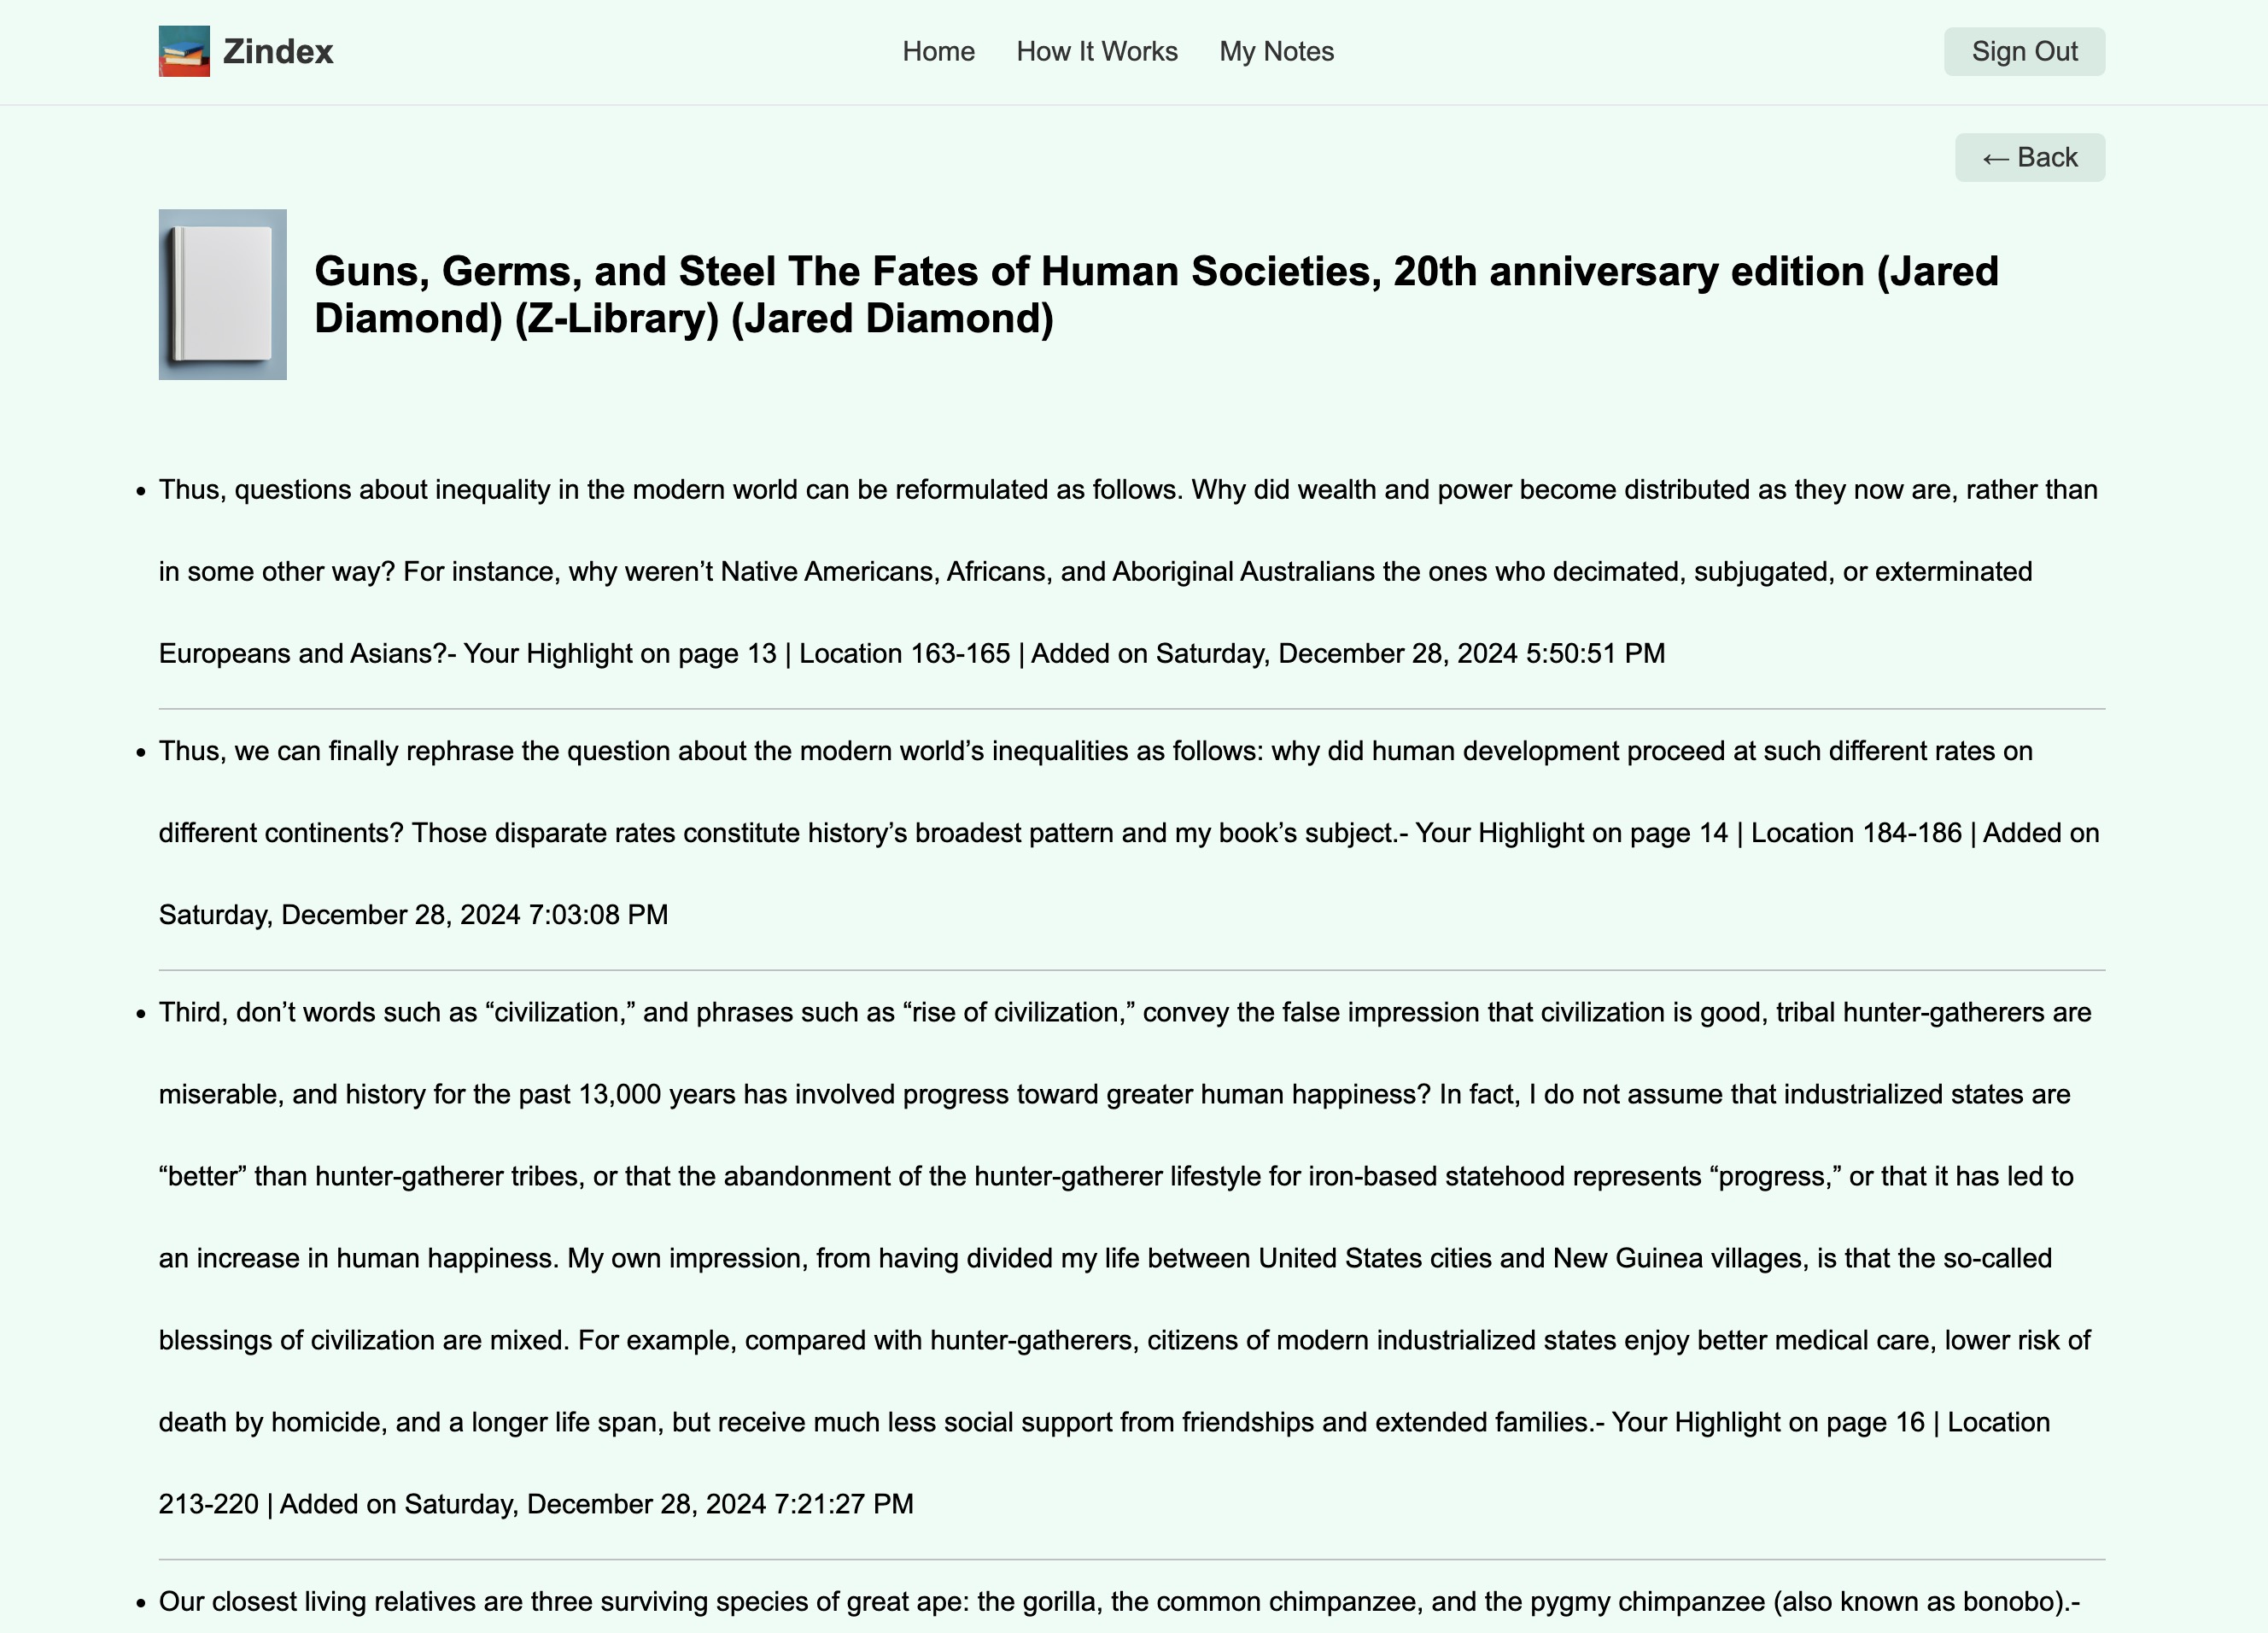 Zindex
Home
How It Works
My Notes
Sign Out
← Back
Guns, Germs, and Steel The Fates of Human Societies, 20th anniversary edition (Jared
Diamond) (Z-Library) (Jared Diamond)
• Thus, questions about inequality in the modern world can be reformulated as follows. Why did wealth and power become distributed as they now are, rather than
in some other way? For instance, why weren’t Native Americans, Africans, and Aboriginal Australians the ones who decimated, subjugated, or exterminated
Europeans and Asians?- Your Highlight on page 13 | Location 163-165 | Added on Saturday, December 28, 2024 5:50:51 PM
• Thus, we can finally rephrase the question about the modern world’s inequalities as follows: why did human development proceed at such different rates on
different continents? Those disparate rates constitute history’s broadest pattern and my book’s subject.- Your Highlight on page 14 | Location 184-186 | Added on
Saturday, December 28, 2024 7:03:08 PM
• Third, don’t words such as “civilization,” and phrases such as “rise of civilization,” convey the false impression that civilization is good, tribal hunter-gatherers are
miserable, and history for the past 13,000 years has involved progress toward greater human happiness? In fact, I do not assume that industrialized states are
“better” than hunter-gatherer tribes, or that the abandonment of the hunter-gatherer lifestyle for iron-based statehood represents “progress,” or that it has led to
an increase in human happiness. My own impression, from having divided my life between United States cities and New Guinea villages, is that the so-called
blessings of civilization are mixed. For example, compared with hunter-gatherers, citizens of modern industrialized states enjoy better medical care, lower risk of
death by homicide, and a longer life span, but receive much less social support from friendships and extended families.- Your Highlight on page 16 | Location
213-220 | Added on Saturday, December 28, 2024 7:21:27 PM
• Our closest living relatives are three surviving species of great ape: the gorilla, the common chimpanzee, and the pygmy chimpanzee (also known as bonobo).-